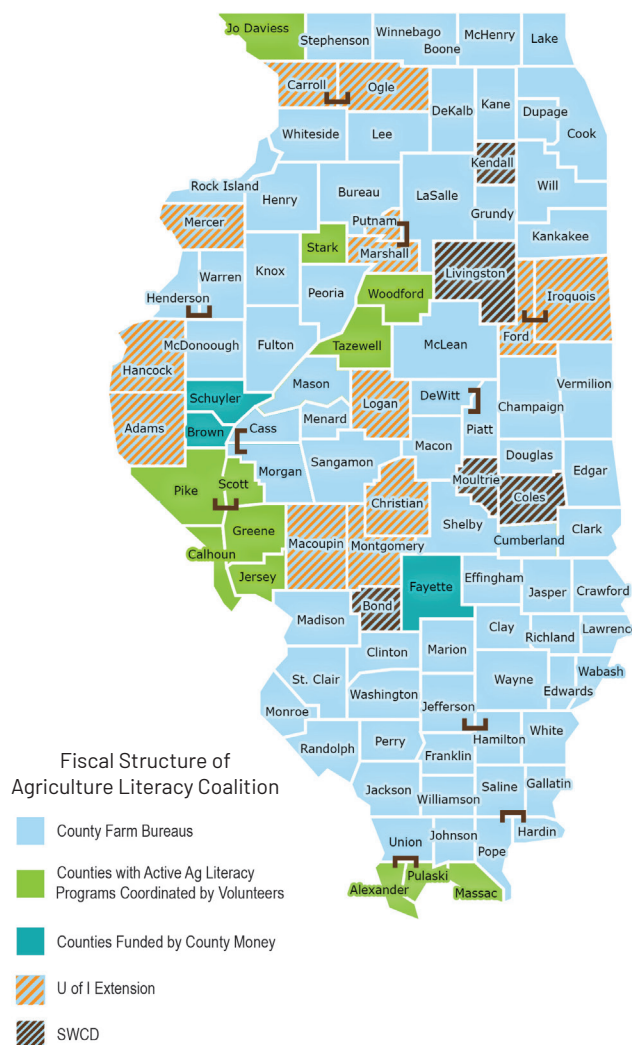 Jo Daviess
Stephenson
Winnebago
Boone
McHenry
Lake
Carroll
Ogle
DeKalb
Kane
Dupage
Cook
Whiteside
Lee
Kendall
Rock Island
Henry
Bureau
LaSalle
Will
Grundy
Putnam
Mercer
Stark
Marshall
Kankakee
Knox
Warren
Henderson
Peoria
Woodford
Livingston
Iroquois
Ford
Tazewell
McLean
McDonoough
Fulton
Hancock
Mason
Logan
DeWitt
Vermilion
Champaign
Schuyler
Adams
Brown
Cass
Menard
Piatt
Macon
Douglas
Edgar
Morgan
Sangamon
Scott
Pike
Moultrie
Coles
Christian
Shelby
Greene
Macoupin
Montgomery
Cumberland
Clark
Calhoun
Jersey
Fayette
Effingham
Jasper
Crawford
Bond
Madison
Clay
Richland
Lawrence
Clinton
Marion
Wabash
Wayne
Edwards
St. Clair
Washington
Jefferson
Monroe
Hamilton
White
Randolph
Perry
Franklin
Jackson
Williamson
Saline
Gallatin
Hardin
Union
Johnson
Pope
Alexander
Pulaski
Massac
Fiscal Structure of
Agriculture Literacy Coalition
County Farm Bureaus
Counties with Active Ag Literacy
Programs Coordinated by Volunteers
Counties Funded by County Money
U of I Extension
SWCD